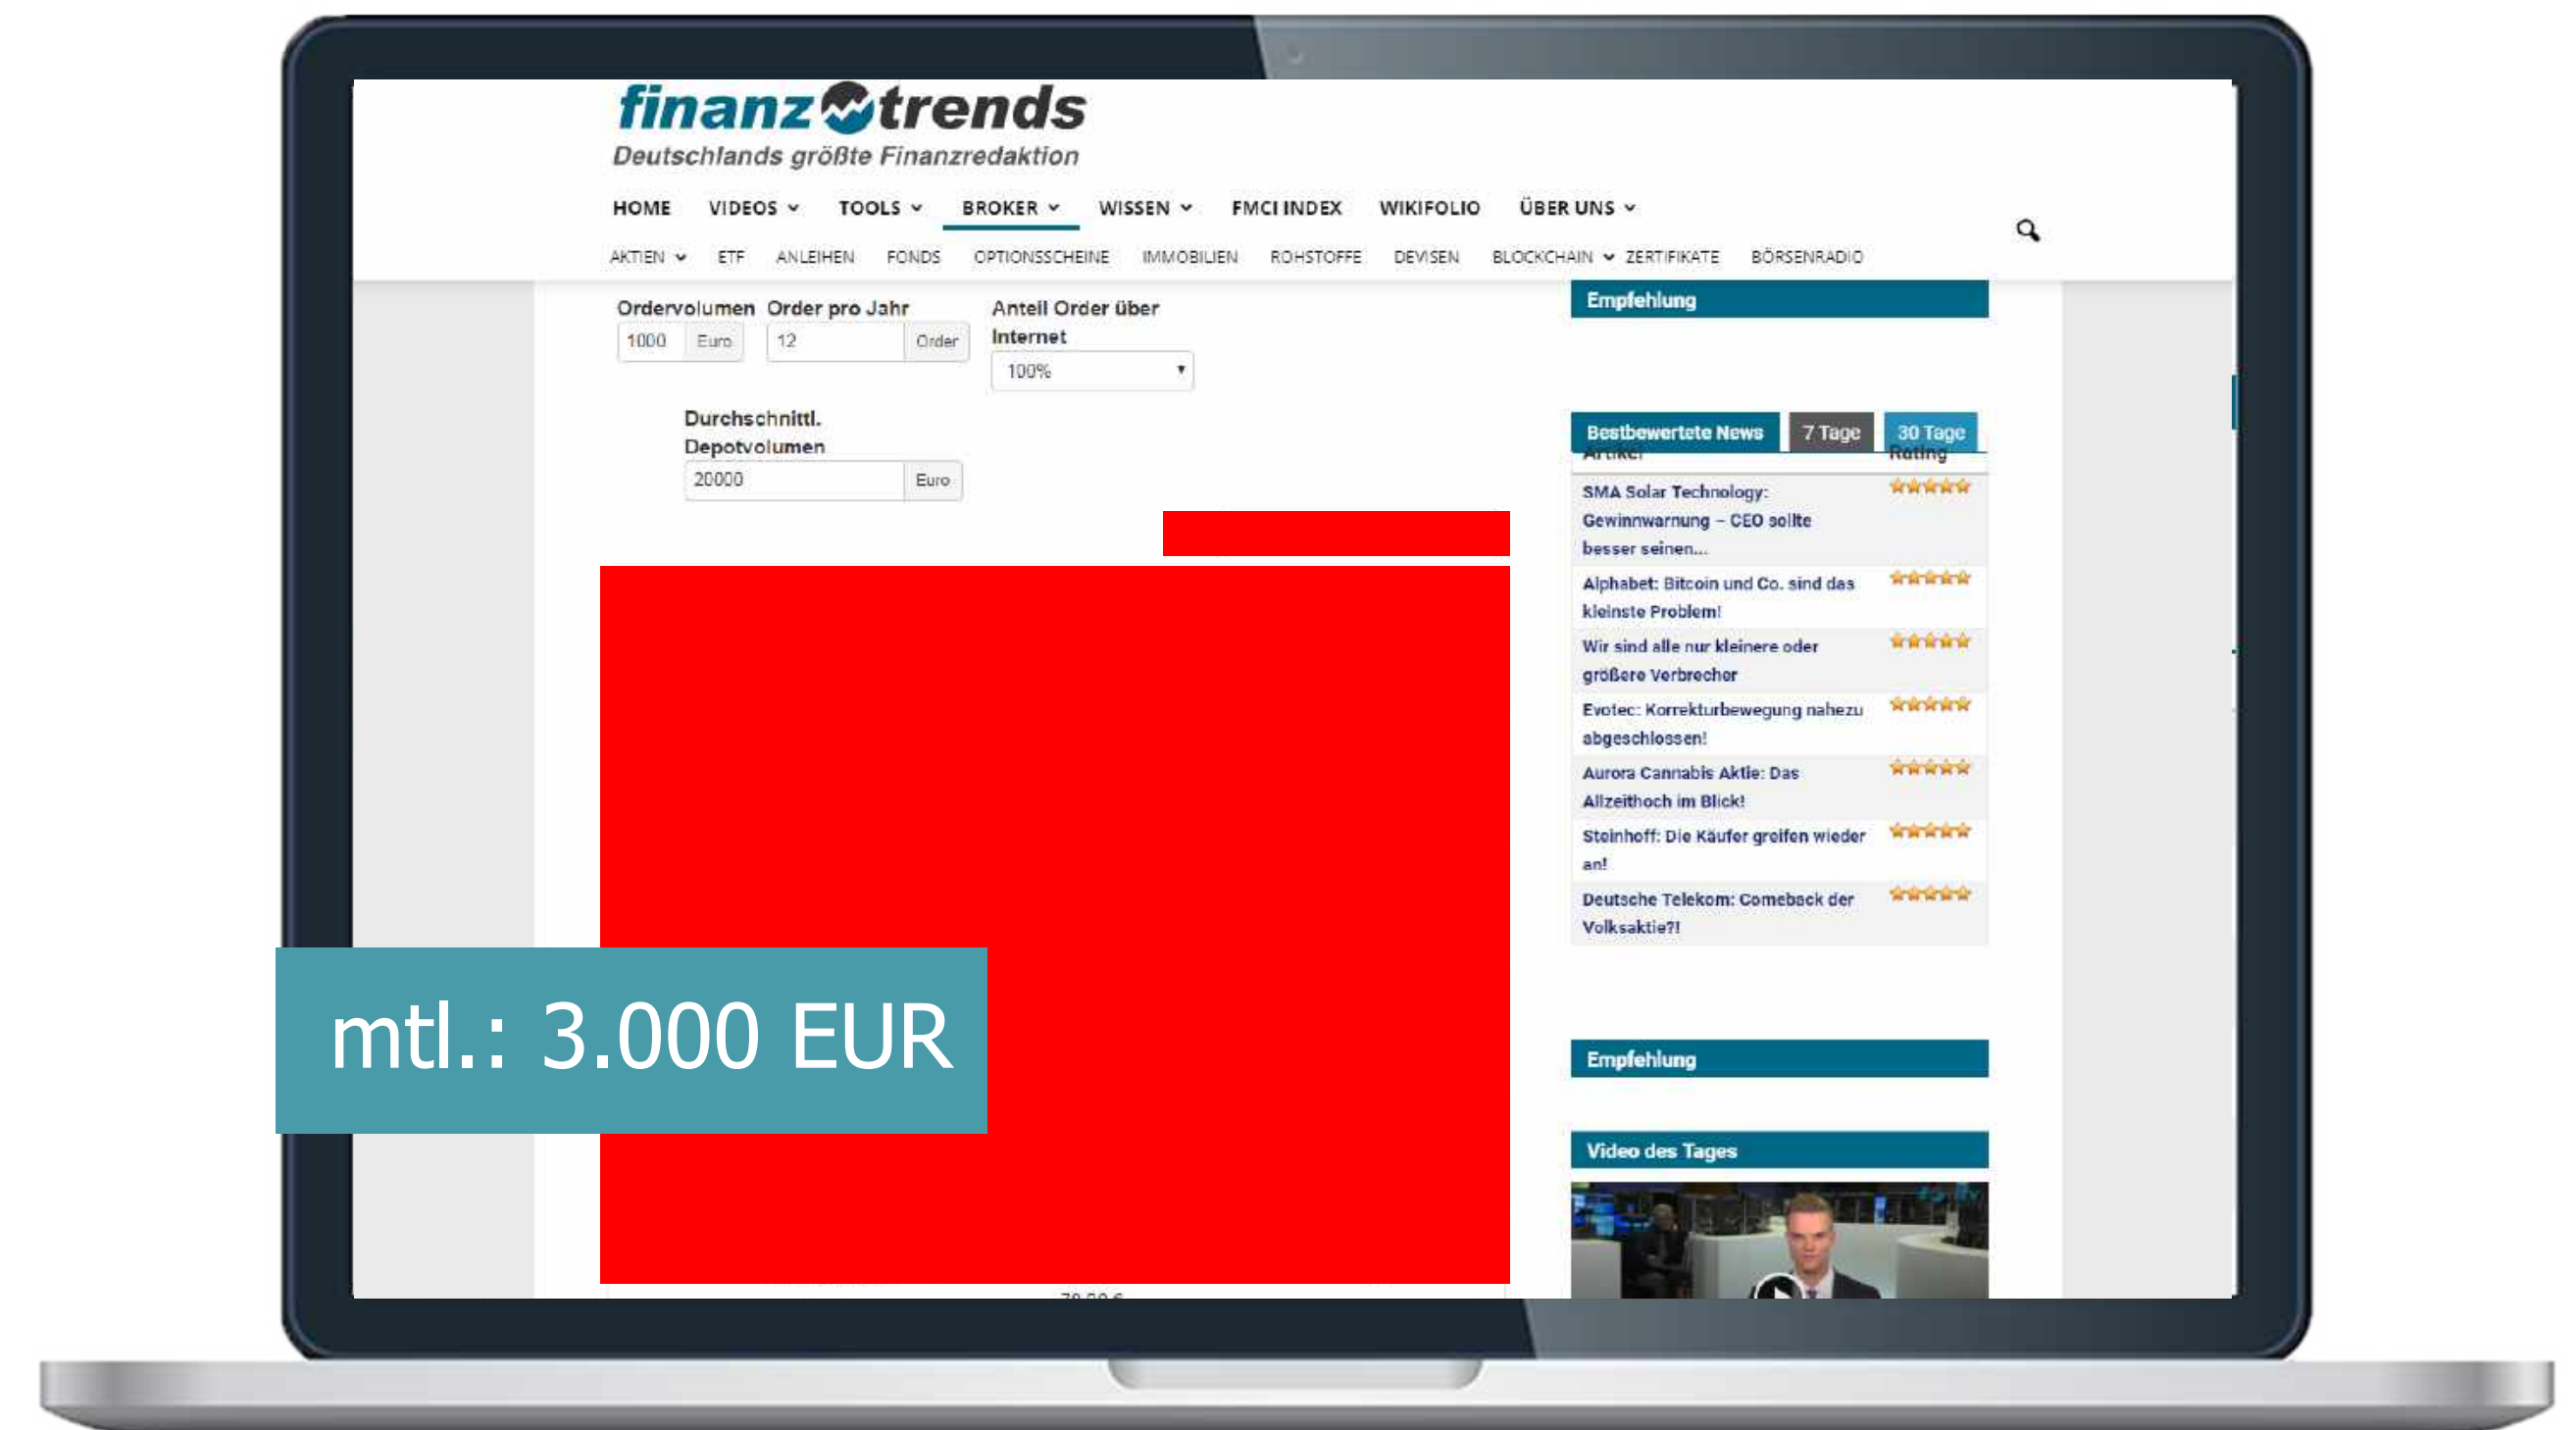 finanz trends
Deutschlands größte Finanzredaktion
HOME VIDEOS TOOLS BROKER WISSEN FMCI INDEX WIKIFOLIO ÜBER UNS
AKTIEN ETF ANLEIHEN FONDS OPTIONSSCHEINE IMMOBILIEN ROHSTOFFE DEVISEN BLOCKCHAIN ZERTIFIKATE BÖRSENRADIO
Ordervolumen Order pro Jahr Anteil Order über
Internet
1000 Euro 12 Order
100%
Durchschnittl.
Depotvolumen
20000 Euro
mtl.: 3.000 EUR
Empfehlung
Bestbewertete News 7 Tage 30 Tage
Artikel Rating
SMA Solar Technology:
Gewinnwarnung – CEO sollte
besser seinen...
Alphabet: Bitcoin und Co. sind das
kleinste Problem!
Wir sind alle nur kleinere oder
größere Verbrecher
Evotec: Korrekturbewegung nahezu
abgeschlossen!
Aurora Cannabis Aktie: Das
Allzeithoch im Blick!
Steinhoff: Die Käufer greifen wieder
an!
Deutsche Telekom: Comeback der
Volksaktie?!
Empfehlung
Video des Tages